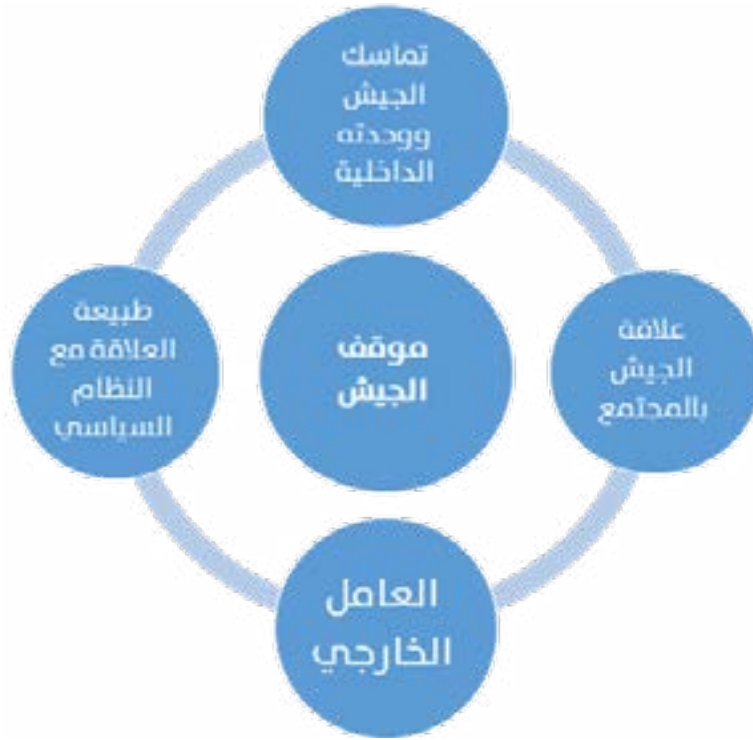 تماسك
الجيش
ووحدته
الداخلية
علاقة
الجيش
بالمجتمع
موقف
الجيش
طبيعة
العلاقة مع
النظام
السياسي
العامل
الخارجي